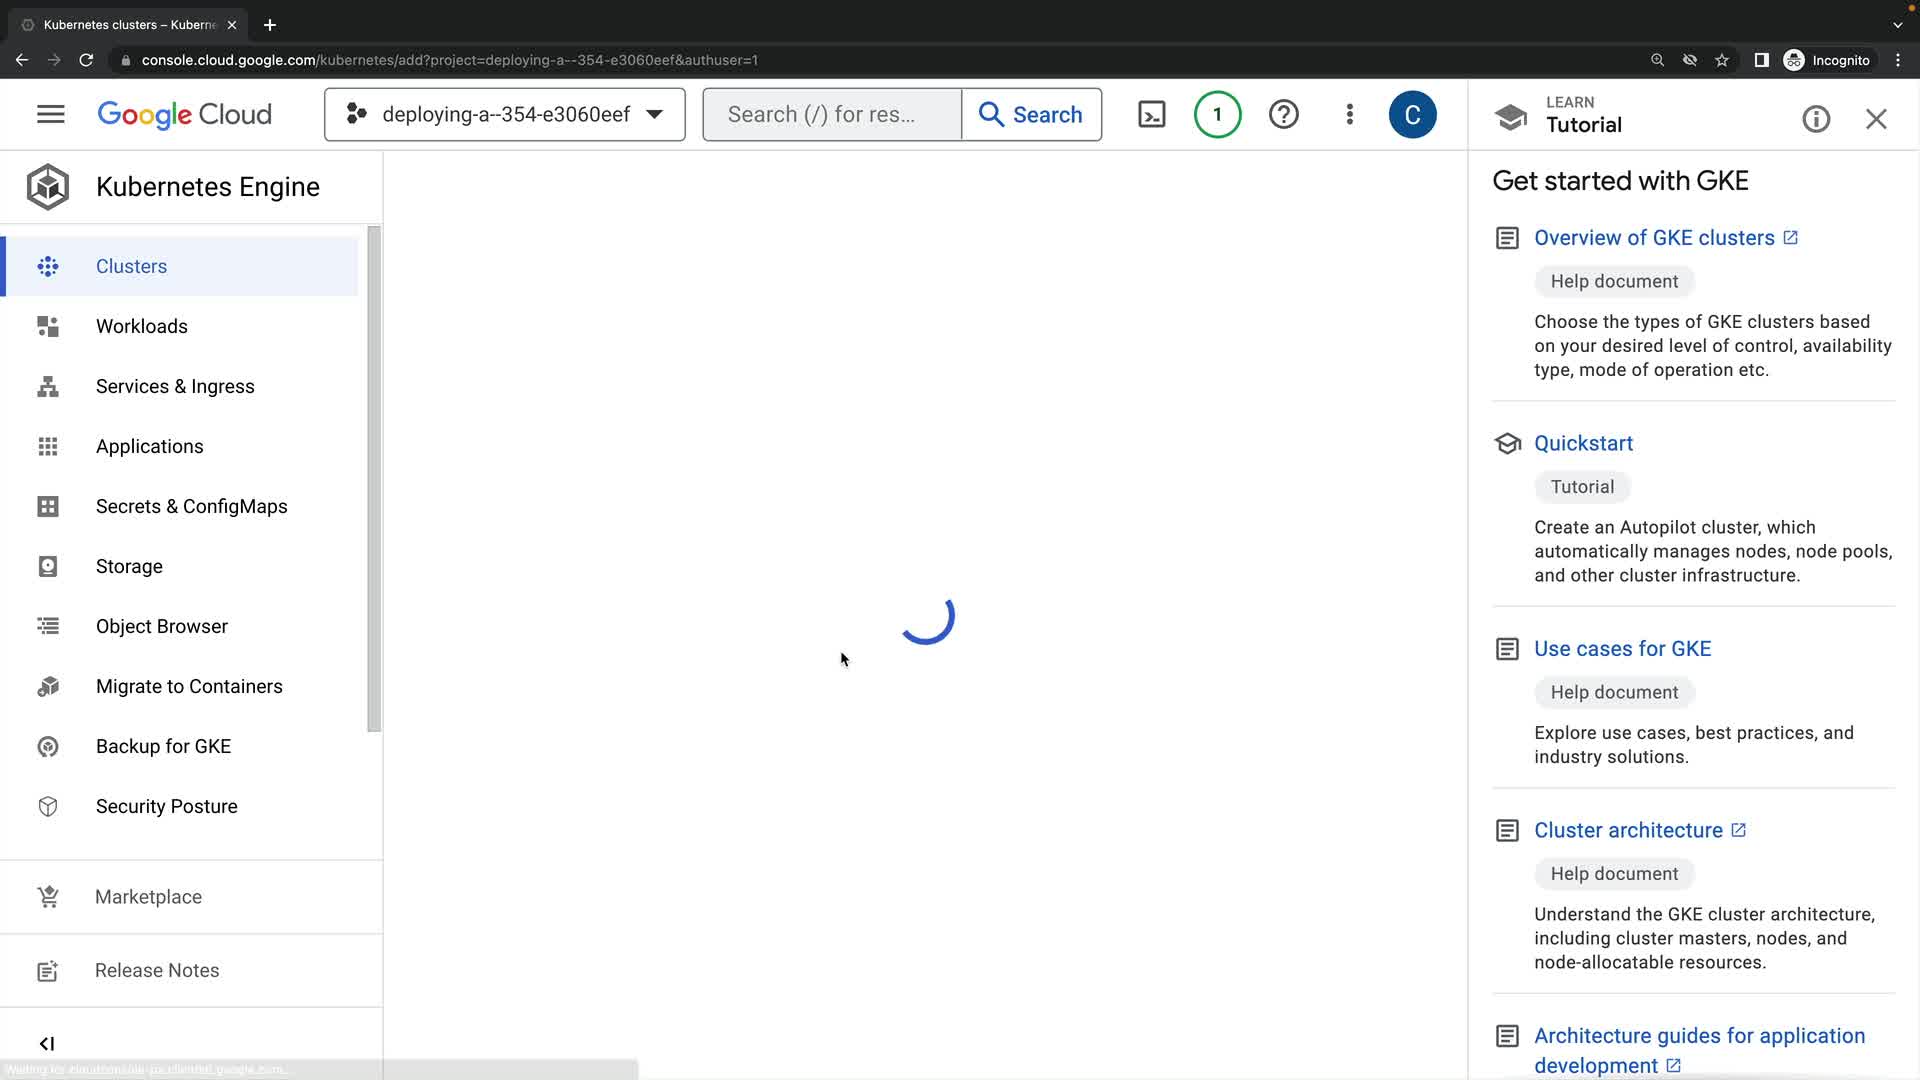 Kubernetes clusters – Kuberne
console.cloud.google.com/kubernetes/add?project=deploying-a--354-e3060eef&authuser=1
Incognito
Google Cloud
deploying-a--354-e3060eef
Search (/) for res...
Search
1
C
LEARN
Tutorial
Kubernetes Engine
Clusters
Workloads
Services & Ingress
Applications
Secrets & ConfigMaps
Storage
Object Browser
Migrate to Containers
Backup for GKE
Security Posture
Marketplace
Release Notes
Get started with GKE
Overview of GKE clusters
Help document
Choose the types of GKE clusters based
on your desired level of control, availability
type, mode of operation etc.
Quickstart
Tutorial
Create an Autopilot cluster, which
automatically manages nodes, node pools,
and other cluster infrastructure.
Use cases for GKE
Help document
Explore use cases, best practices, and
industry solutions.
Cluster architecture
Help document
Understand the GKE cluster architecture,
including cluster masters, nodes, and
node-allocatable resources.
Architecture guides for application
development
Waiting for